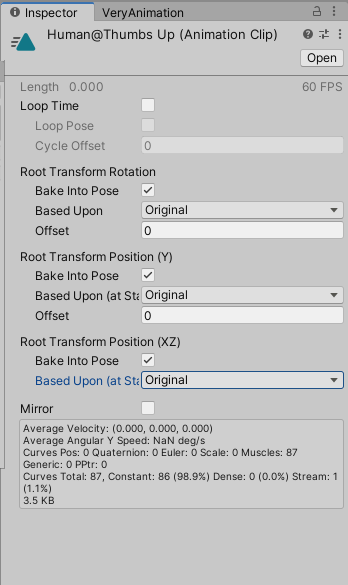 Inspector VeryAnimation
Human@Thumbs Up (Animation Clip)
Open
Length 0.000 60 FPS
Loop Time
Loop Pose
Cycle Offset 0
Root Transform Rotation
Bake Into Pose
Based Upon Original
Offset 0
Root Transform Position (Y)
Bake Into Pose
Based Upon (at Sta Original
Offset 0
Root Transform Position (XZ)
Bake Into Pose
Based Upon (at Sta Original
Mirror
Average Velocity: (0.000, 0.000, 0.000)
Average Angular Y Speed: NaN deg/s
Curves Pos: 0 Quaternion: 0 Euler: 0 Scale: 0 Muscles: 87
Generic: 0 PPtr: 0
Curves Total: 87, Constant: 86 (98.9%) Dense: 0 (0.0%) Stream: 1
(1.1%)
3.5 KB